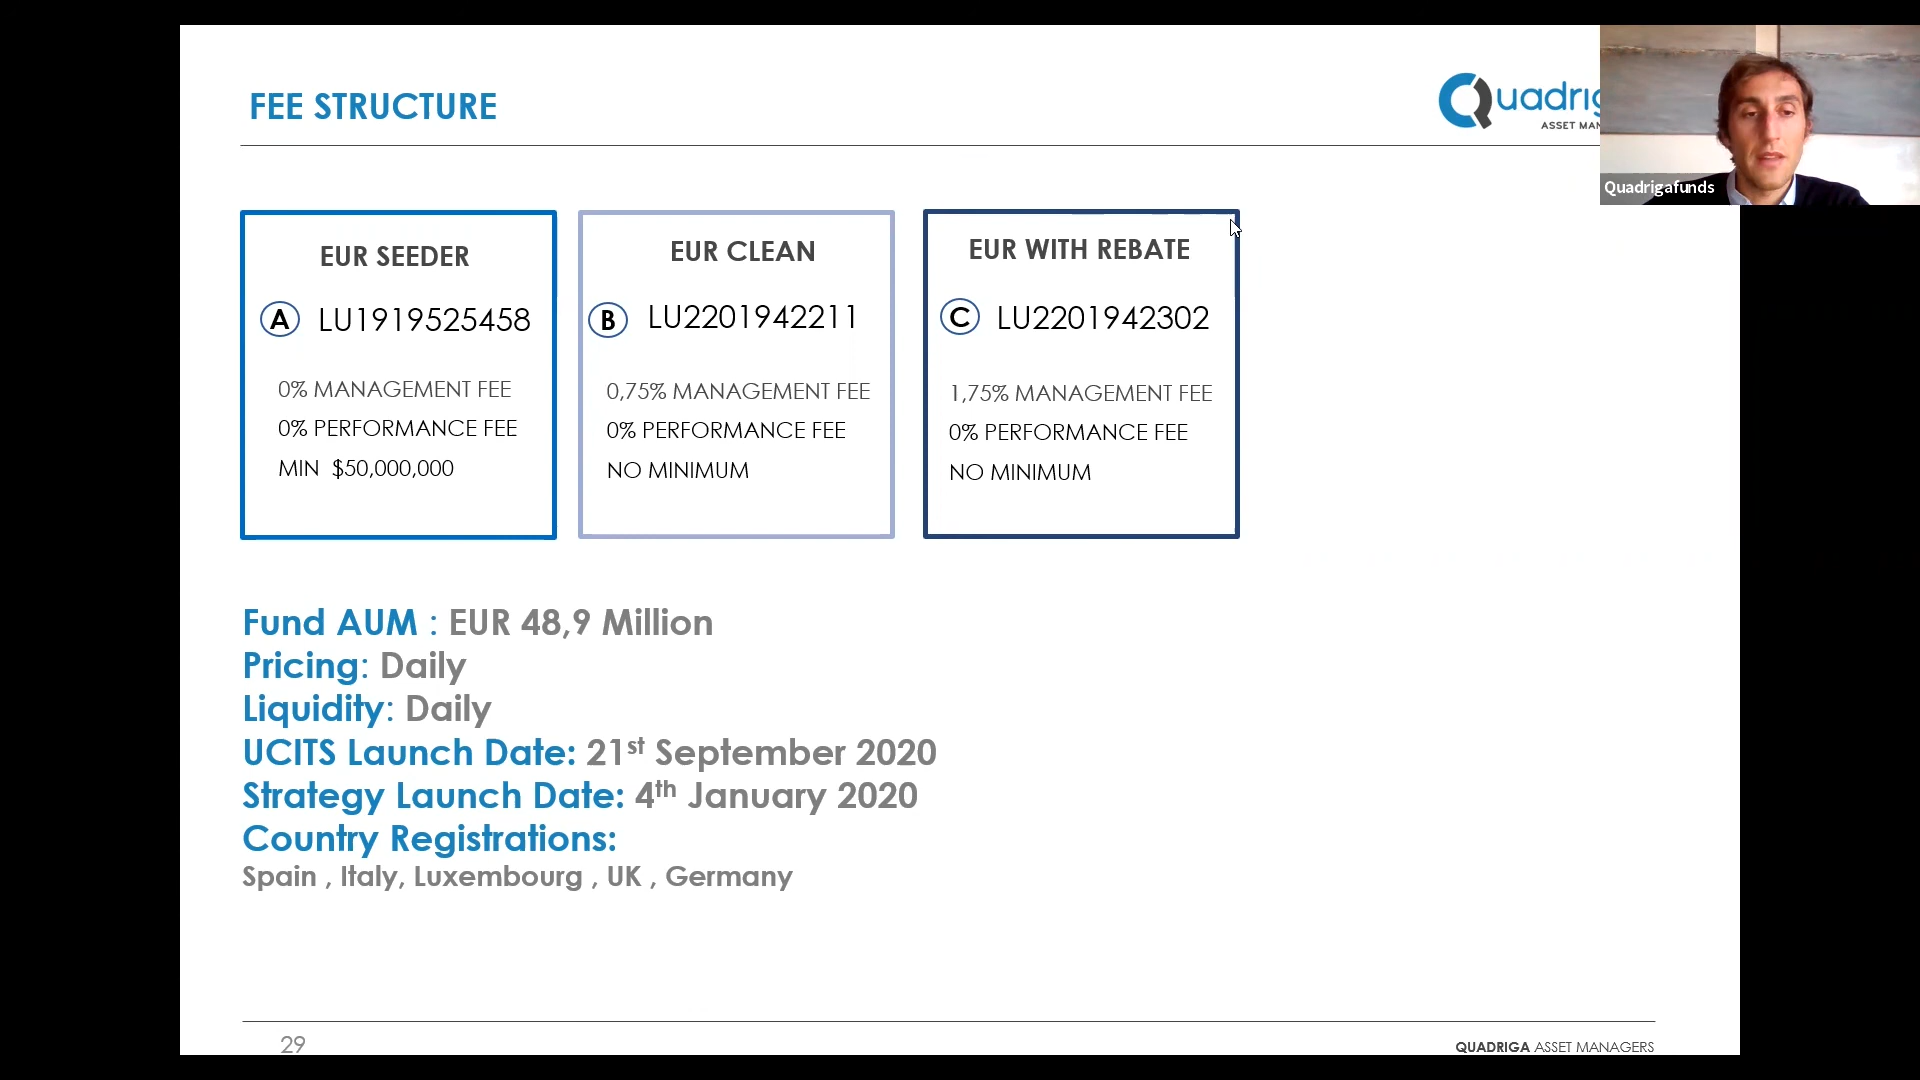 FEE STRUCTURE
Quadrig
ASSET MAN
Quadrigafunds
EUR SEEDER
A LU1919525458
0% MANAGEMENT FEE
0% PERFORMANCE FEE
MIN $50,000,000
EUR CLEAN
B LU2201942211
0,75% MANAGEMENT FEE
0% PERFORMANCE FEE
NO MINIMUM
EUR WITH REBATE
C LU2201942302
1,75% MANAGEMENT FEE
0% PERFORMANCE FEE
NO MINIMUM
Fund AUM : EUR 48,9 Million
Pricing: Daily
Liquidity: Daily
UCITS Launch Date: 21st September 2020
Strategy Launch Date: 4th January 2020
Country Registrations:
Spain , Italy, Luxembourg , UK , Germany
29
QUADRIGA ASSET MANAGERS